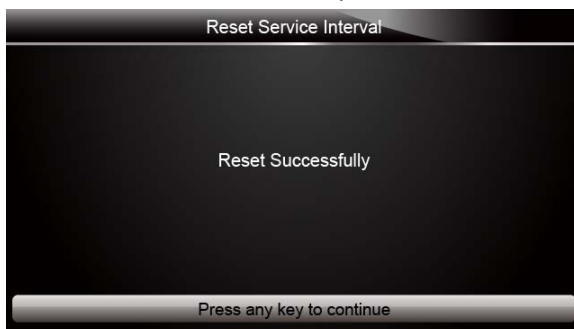 Reset Service Interval
Reset Successfully
Press any key to continue